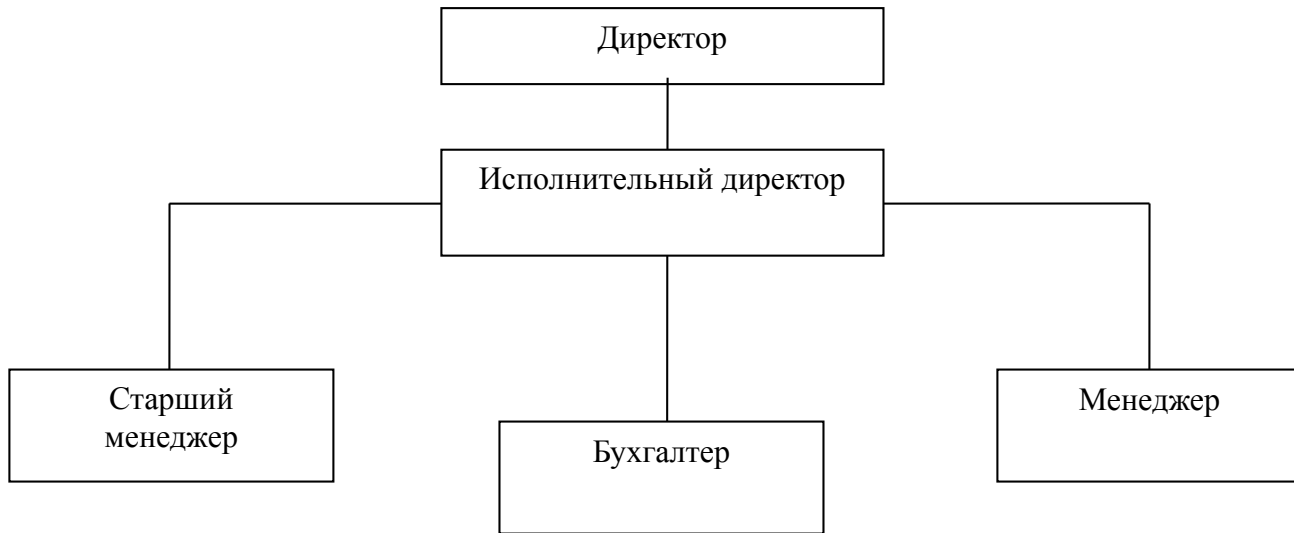 Директор
Исполнительный директор
Старший
менеджер
Менеджер
Бухгалтер